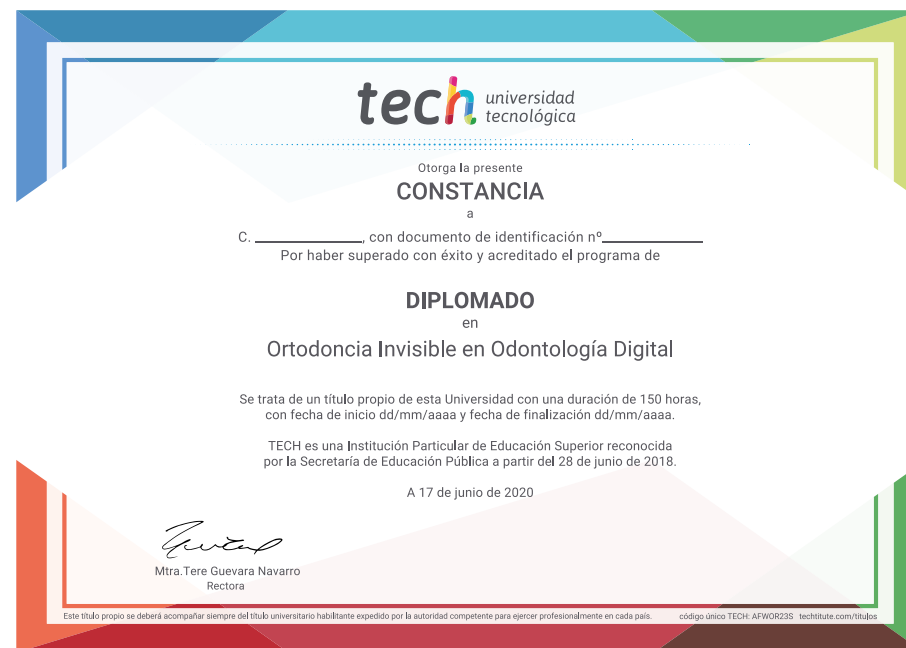 tech universidad
tecnológica
Otorga la presente
CONSTANCIA
a
C. ____________, con documento de identificación nº____________
Por haber superado con éxito y acreditado el programa de
DIPLOMADO
en
Ortodoncia Invisible en Odontología Digital
Se trata de un título propio de esta Universidad con una duración de 150 horas,
con fecha de inicio dd/mm/aaaa y fecha de finalización dd/mm/aaaa.
TECH es una Institución Particular de Educación Superior reconocida
por la Secretaría de Educación Pública a partir del 28 de junio de 2018.
A 17 de junio de 2020
Mtra.Tere Guevara Navarro
Rectora
Este título propio se deberá acompañar siempre del título universitario habilitante expedido por la autoridad competente para ejercer profesionalmente en cada país. código único TECH: AFWOR23S techtitute.com/titulos